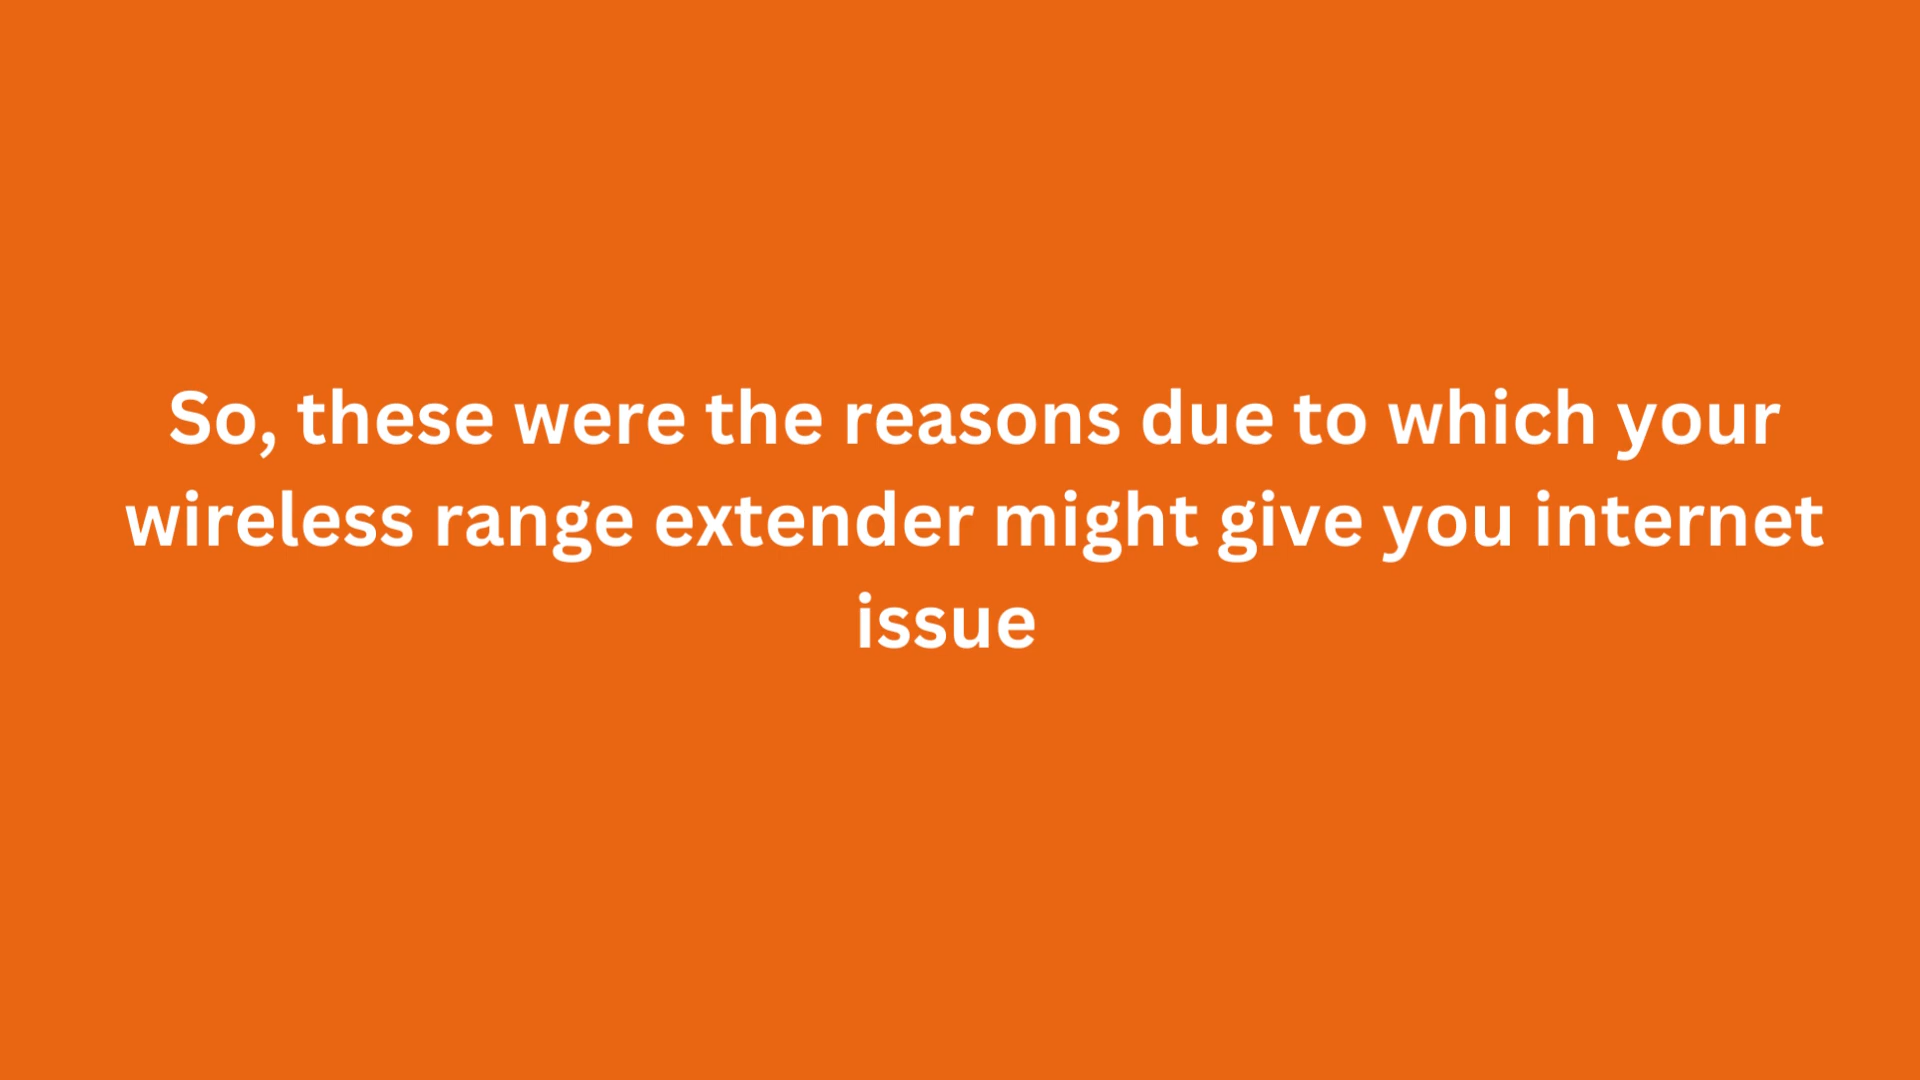 So, these were the reasons due to which your
wireless range extender might give you internet
issue